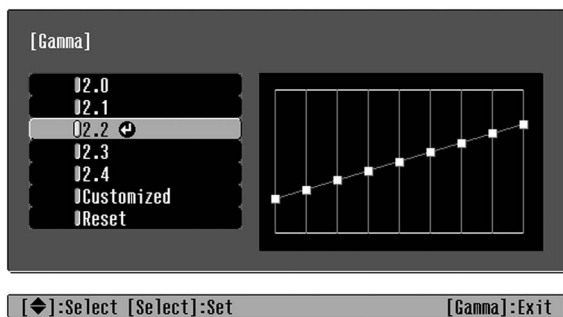 [Gamma]
2.0
2.1
2.2
2.3
2.4
Customized
Reset
[◆]:Select [Select]:Set
[Gamma]:Exit